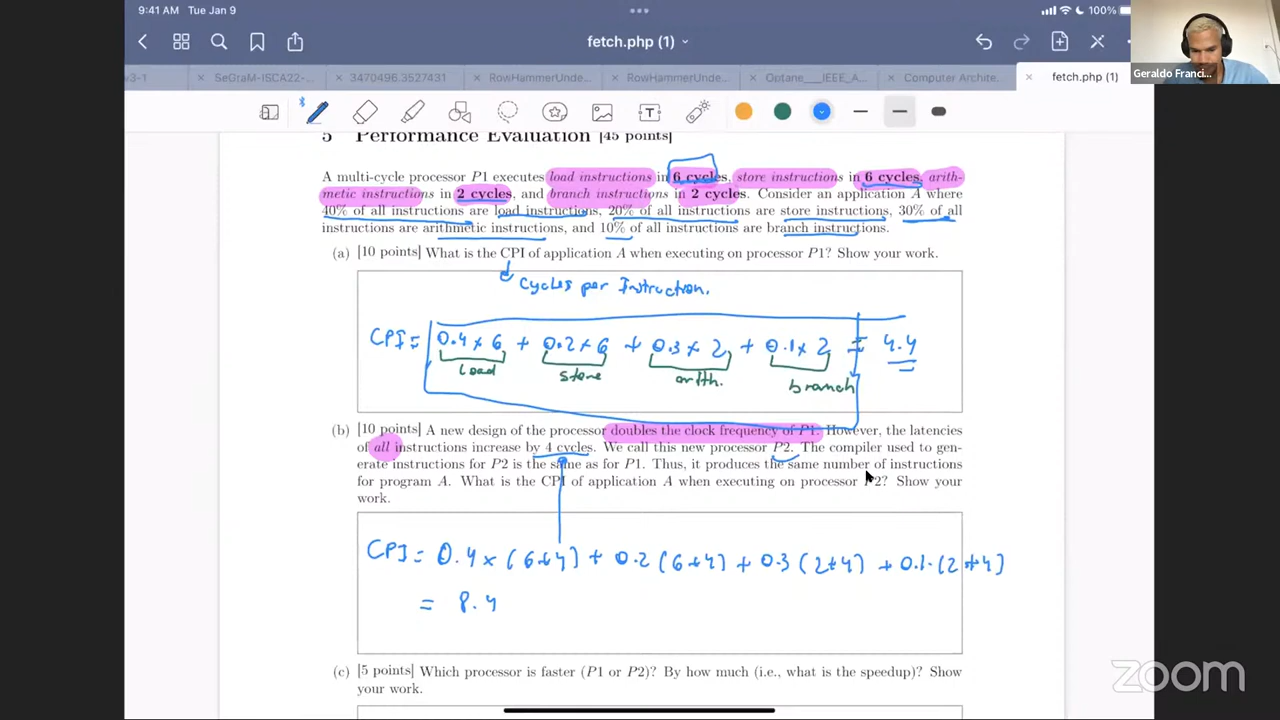 9:41 AM Tue Jan 9
100%
fetch.php (1)
w3-1
SeGraM-ISCA22-...
3470496.3527431
RowHammerUnde...
RowHammerUnde...
Optane___IEEE_A...
Computer Archite...
fetch.php (1)
Geraldo Franci...
5 Performance Evaluation [45 points]
A multi-cycle processor P1 executes load instructions in 6 cycles, store instructions in 6 cycles, arith-
metic instructions in 2 cycles, and branch instructions in 2 cycles. Consider an application A where
40% of all instructions are load instructions, 20% of all instructions are store instructions, 30% of all
instructions are arithmetic instructions, and 10% of all instructions are branch instructions.
(a) [10 points] What is the CPI of application A when executing on processor P1? Show your work.
Cycles per Instruction.
CPI = 0.4 × 6 + 0.2 × 6 + 0.3 × 2 + 0.1 × 2 = 4.4
load store arith. branch
(b) [10 points] A new design of the processor doubles the clock frequency of P1. However, the latencies
of all instructions increase by 4 cycles. We call this new processor P2. The compiler used to gen-
erate instructions for P2 is the same as for P1. Thus, it produces the same number of instructions
for program A. What is the CPI of application A when executing on processor P2? Show your
work.
CPI = 0.4 × (6+4) + 0.2 (6+4) + 0.3 (2+4) + 0.1 · (2+4)
= 8.4
(c) [5 points] Which processor is faster (P1 or P2)? By how much (i.e., what is the speedup)? Show
your work.
zoom